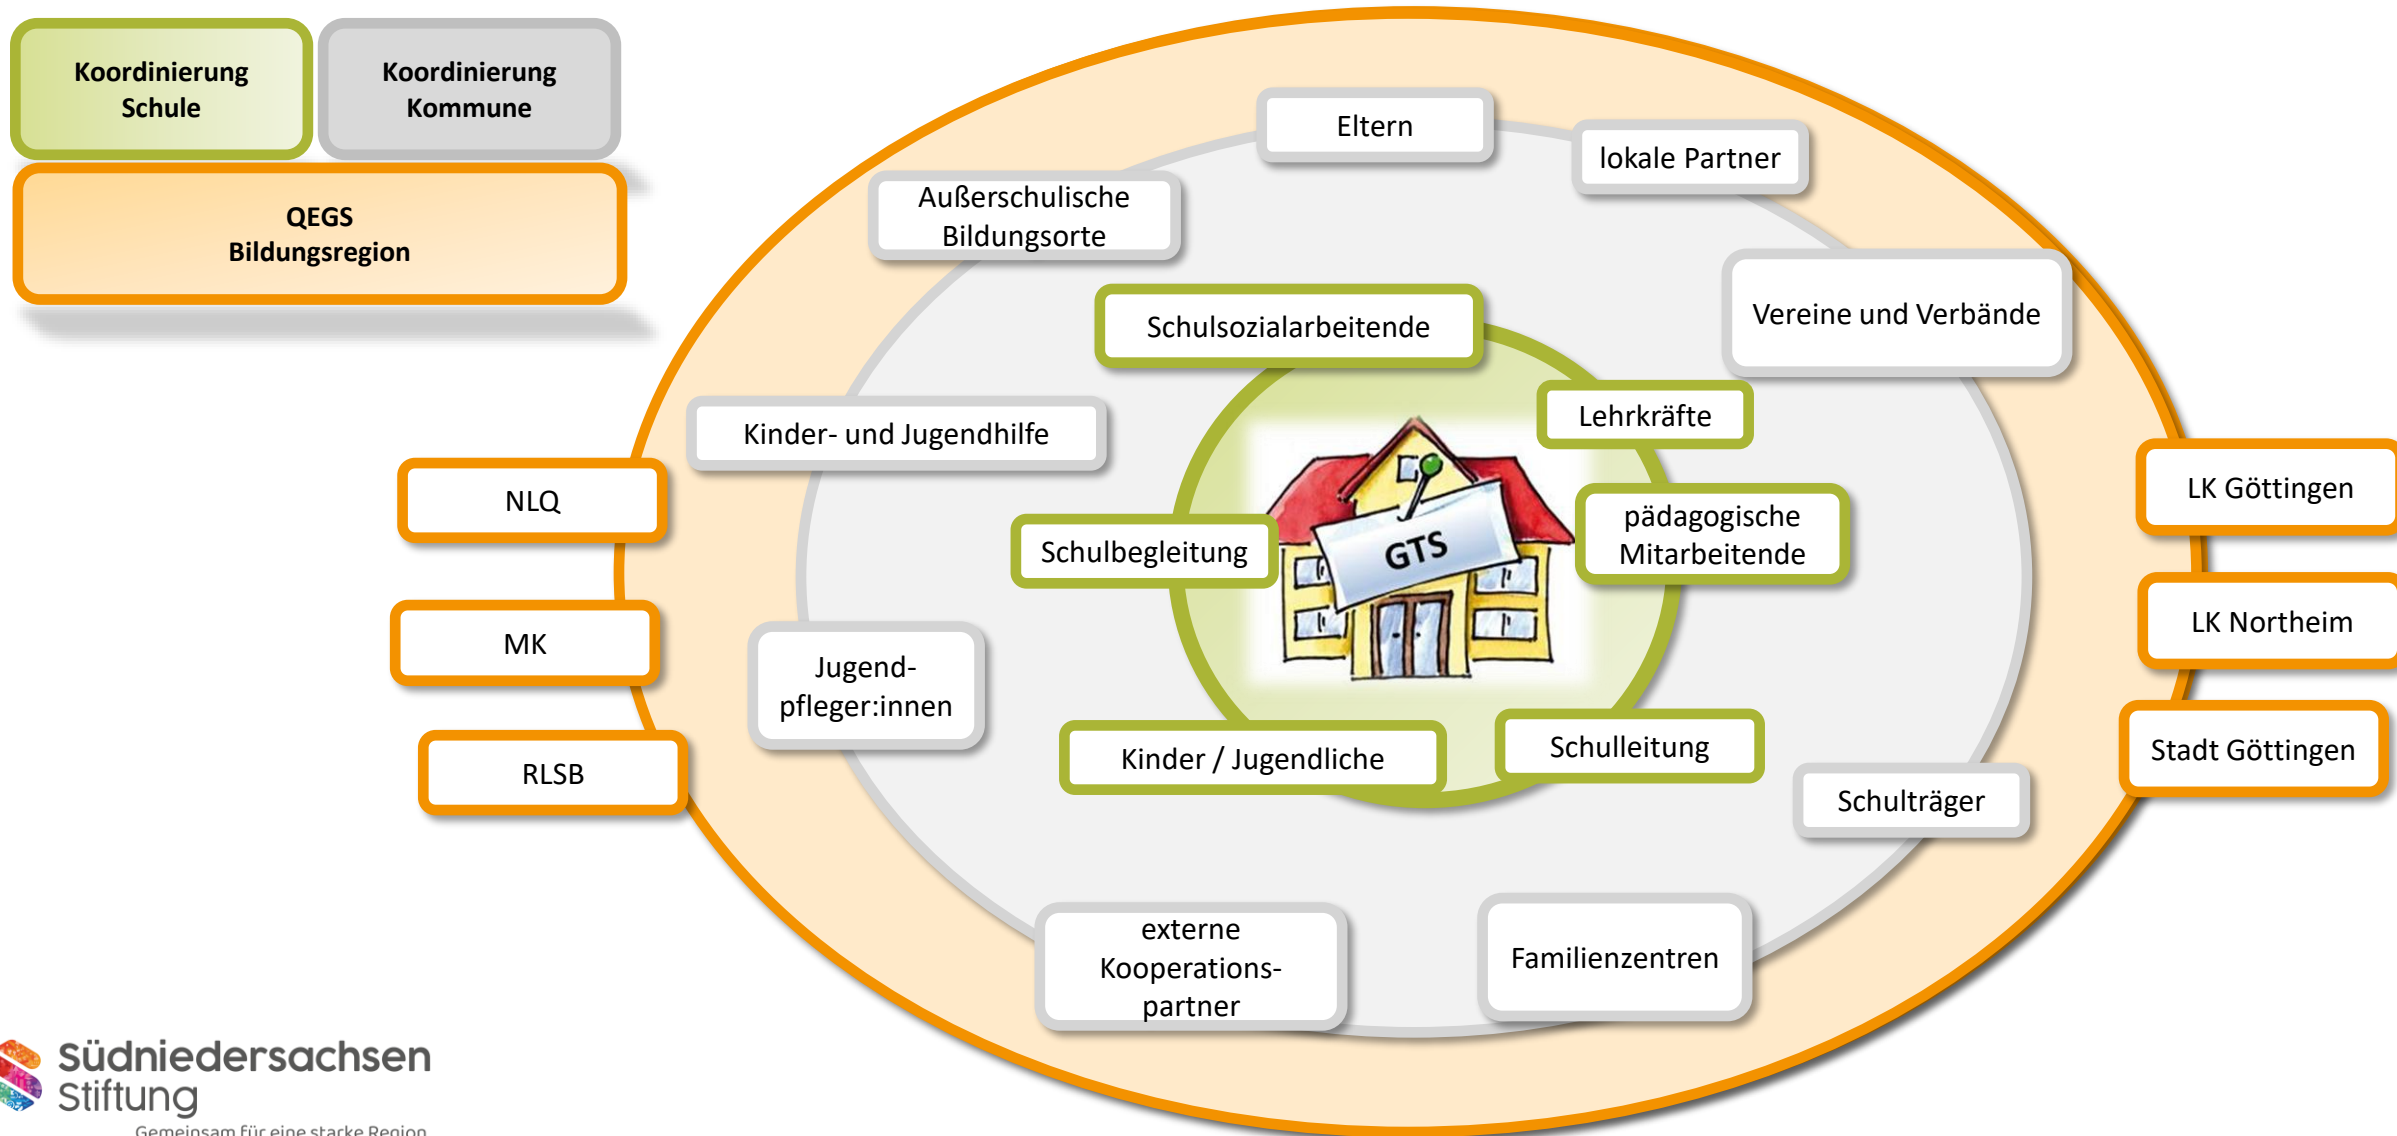 Koordinierung
Schule
Koordinierung
Kommune
QEGS
Bildungsregion
Eltern
lokale Partner
Außerschulische
Bildungsorte
Vereine und Verbände
Schulsozialarbeitende
Lehrkräfte
Kinder- und Jugendhilfe
NLQ
LK Göttingen
Schulbegleitung
GTS
pädagogische
Mitarbeitende
MK
LK Northeim
Jugend-
pfleger:innen
Kinder / Jugendliche
Schulleitung
RLSB
Stadt Göttingen
Schulträger
externe
Kooperations-
partner
Familienzentren
Südniedersachsen
Stiftung
Gemeinsam für eine starke Region